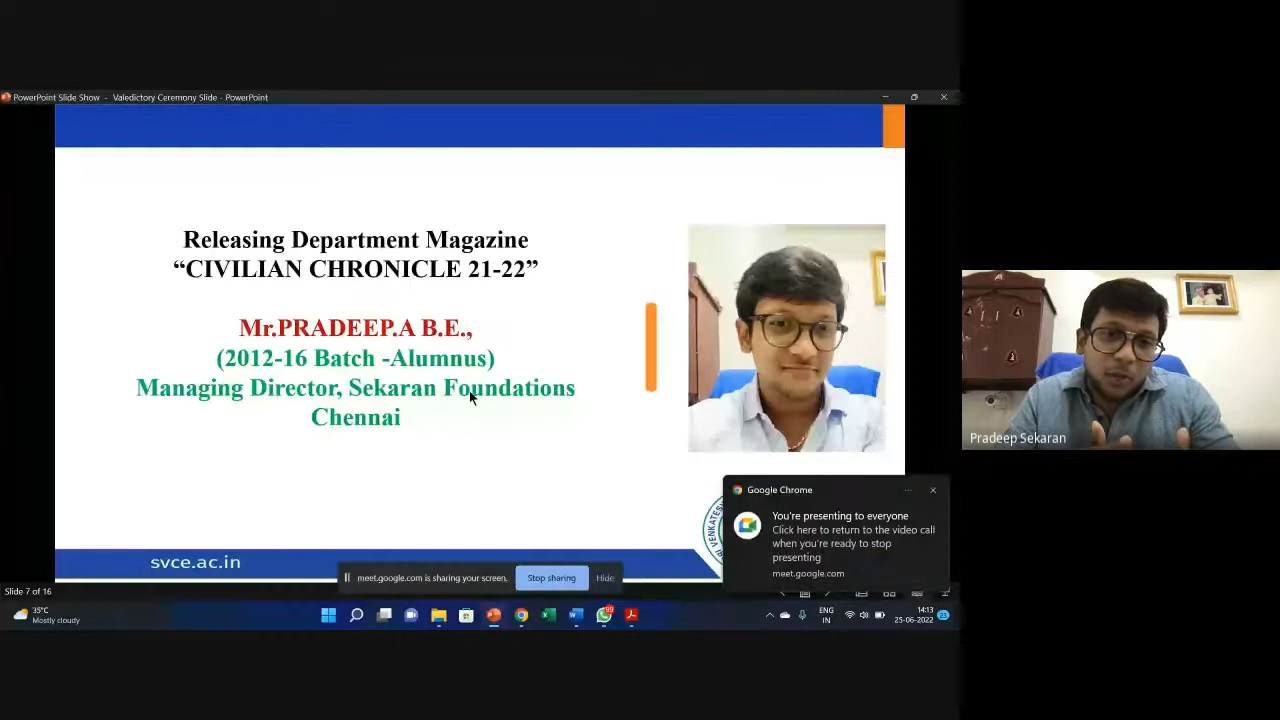 PowerPoint Slide Show - Valedictory Ceremony Slide - PowerPoint
Releasing Department Magazine
“CIVILIAN CHRONICLE 21-22”
Mr.PRADEEP.A B.E.,
(2012-16 Batch -Alumnus)
Managing Director, Sekaran Foundations
Chennai
Pradeep Sekaran
Google Chrome
You're presenting to everyone
Click here to return to the video call
when you're ready to stop
presenting
meet.google.com
VENKATES
svce.ac.in
meet.google.com is sharing your screen.
Stop sharing
Hide
Slide 7 of 16
35°C
Mostly cloudy
99
ENG
IN
14:13
25-06-2022
23